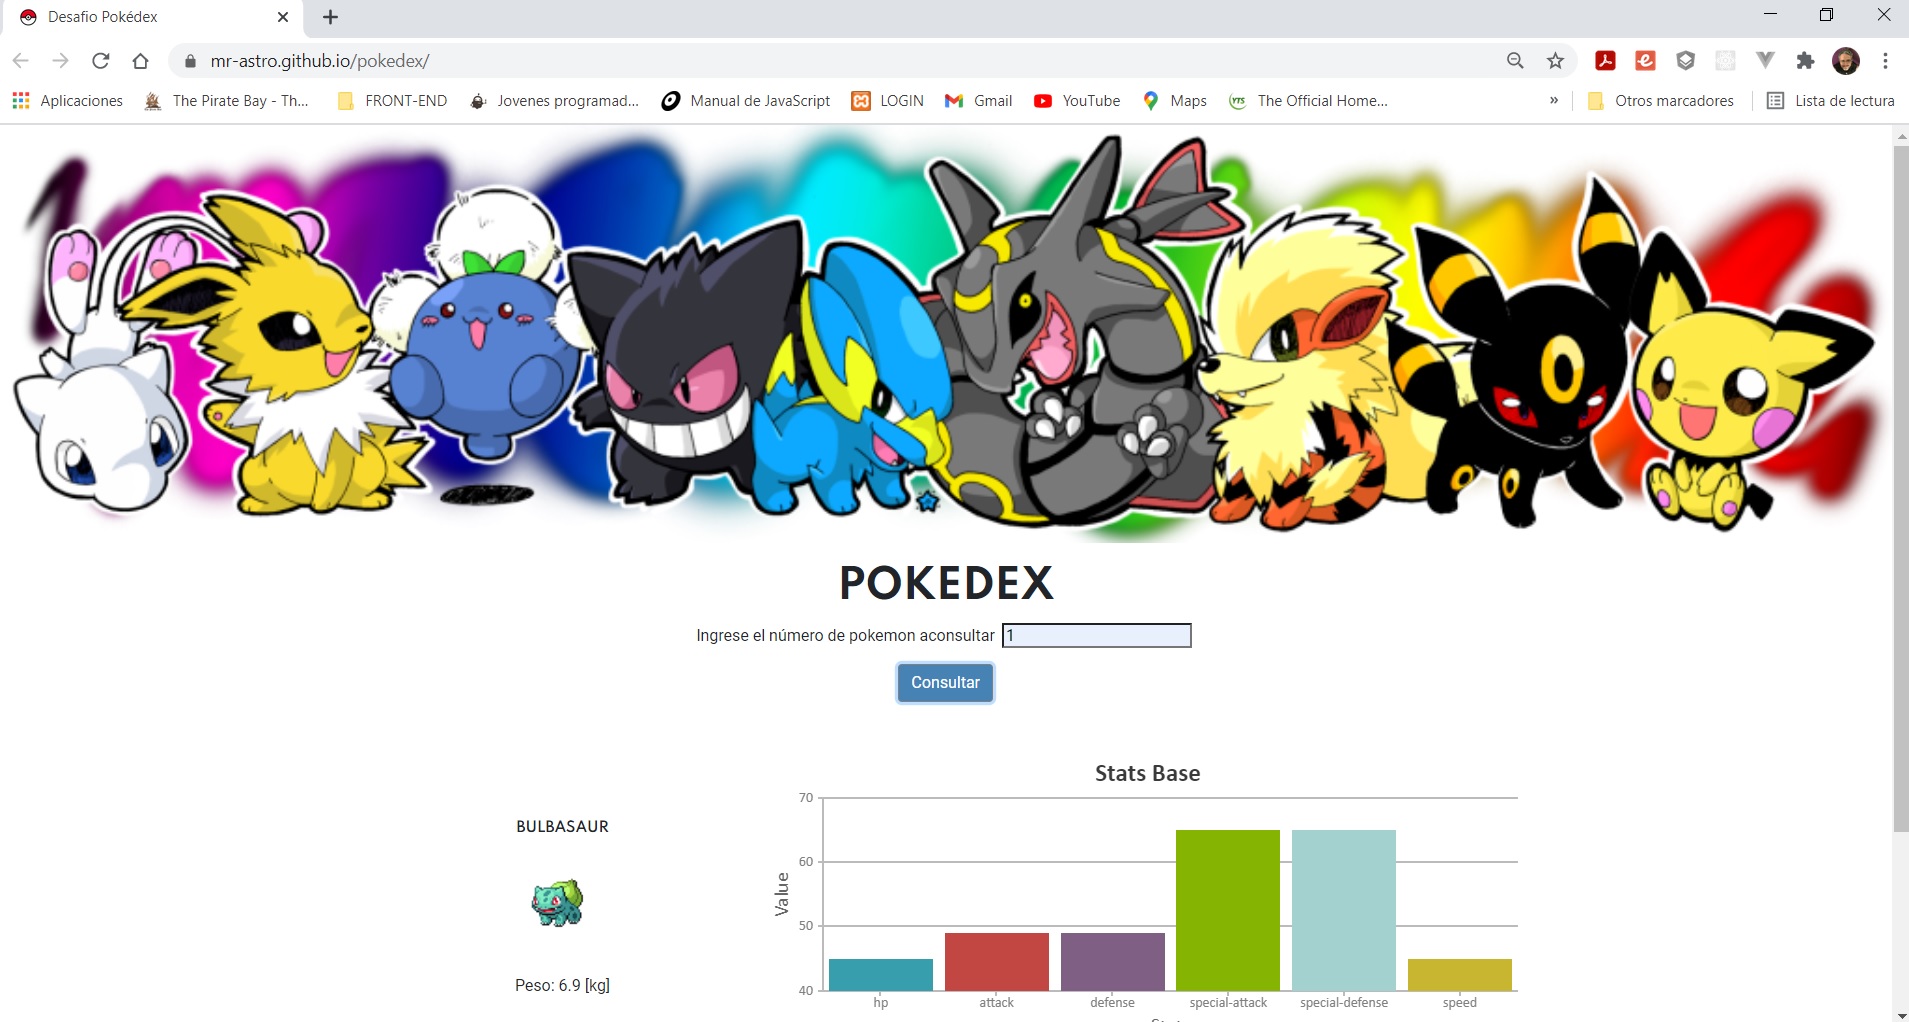 Desafio Pokédex
mr-astro.github.io/pokedex/
Aplicaciones The Pirate Bay - Th... FRONT-END Jovenes programad... Manual de JavaScript LOGIN Gmail YouTube Maps YTS The Official Home... » Otros marcadores Lista de lectura
POKEDEX
Ingrese el número de pokemon aconsultar 1
Consultar
BULBASAUR
Peso: 6.9 [kg]
Stats Base
70
60
50
40
Value
hp attack defense special-attack special-defense speed